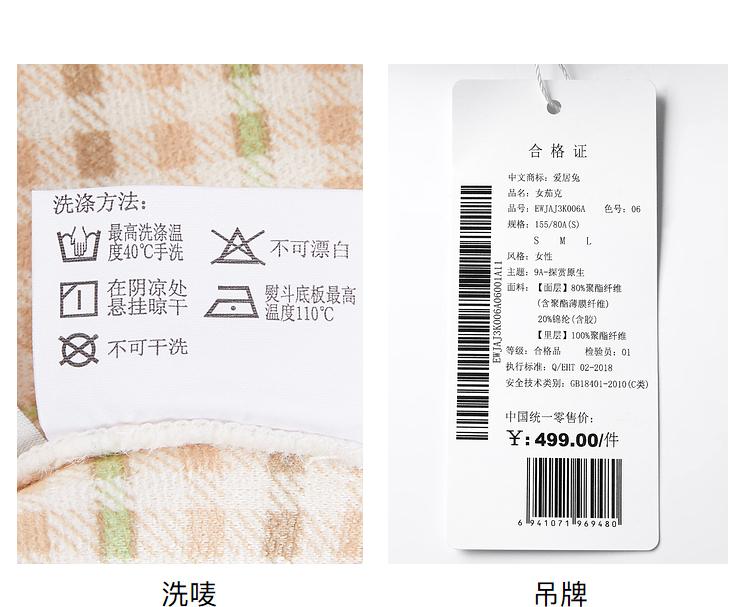 洗涤方法：
最高洗涤温
度40℃手洗
不可漂白
在阴凉处
悬挂晾干
熨斗底板最高
温度110℃
不可干洗
洗唛
合格证
中文商标：爱居兔
品名：女茄克
品号：EWJAJ3K006A 色号：06
规格：155/80A(S)
S M L
风格：女性
主题：9A-探赏原生
面料：【面层】80%聚酯纤维
(含聚酯薄膜纤维)
20%锦纶(含胶)
【里层】100%聚酯纤维
等级：合格品 检验员：01
执行标准：Q/EHT 02-2018
安全技术类别：GB18401-2010(C类)
EWJAJ3K006A06001A11
中国统一零售价：
¥：499.00/件
6 941071 969480
吊牌